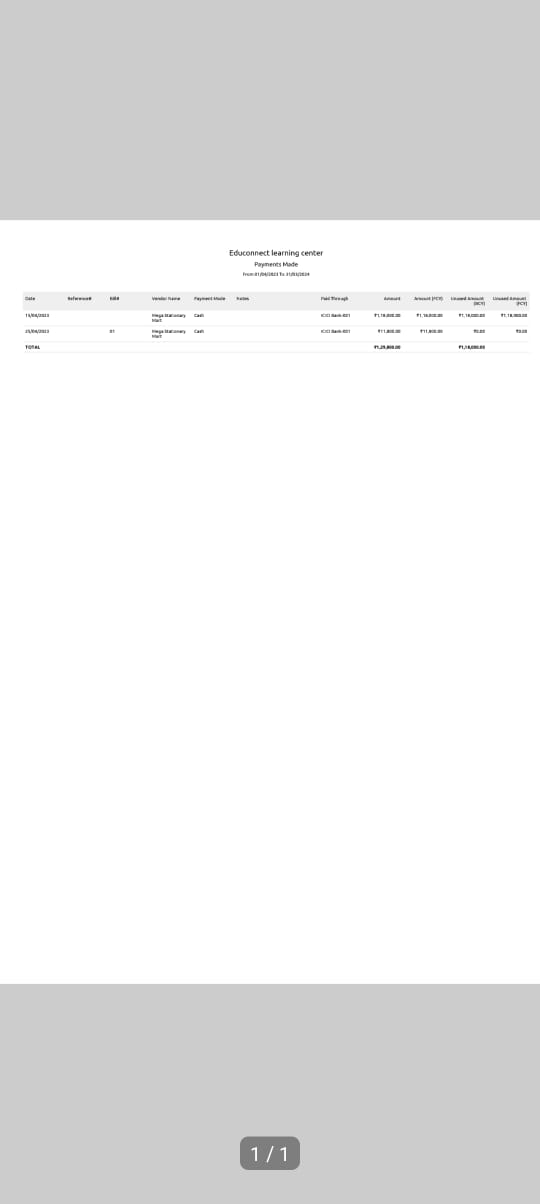 Educonnect learning center
Payments Made
From 01/04/2023 To 31/03/2024
Date Reference# Bill# Vendor Name Payment Mode Notes Paid Through Amount Amount (FCY) Unused Amount (BCY) Unused Amount (FCY)
15/04/2023 Mega Stationary Mart Cash ICICI Bank-001 ₹1,18,000.00 ₹1,18,000.00 ₹1,18,000.00 ₹1,18,000.00
01 Mega Stationary Mart Cash ICICI Bank-001 ₹11,800.00 ₹11,800.00 ₹0.00 ₹0.00
TOTAL ₹1,29,800.00 ₹1,18,000.00
1 / 1